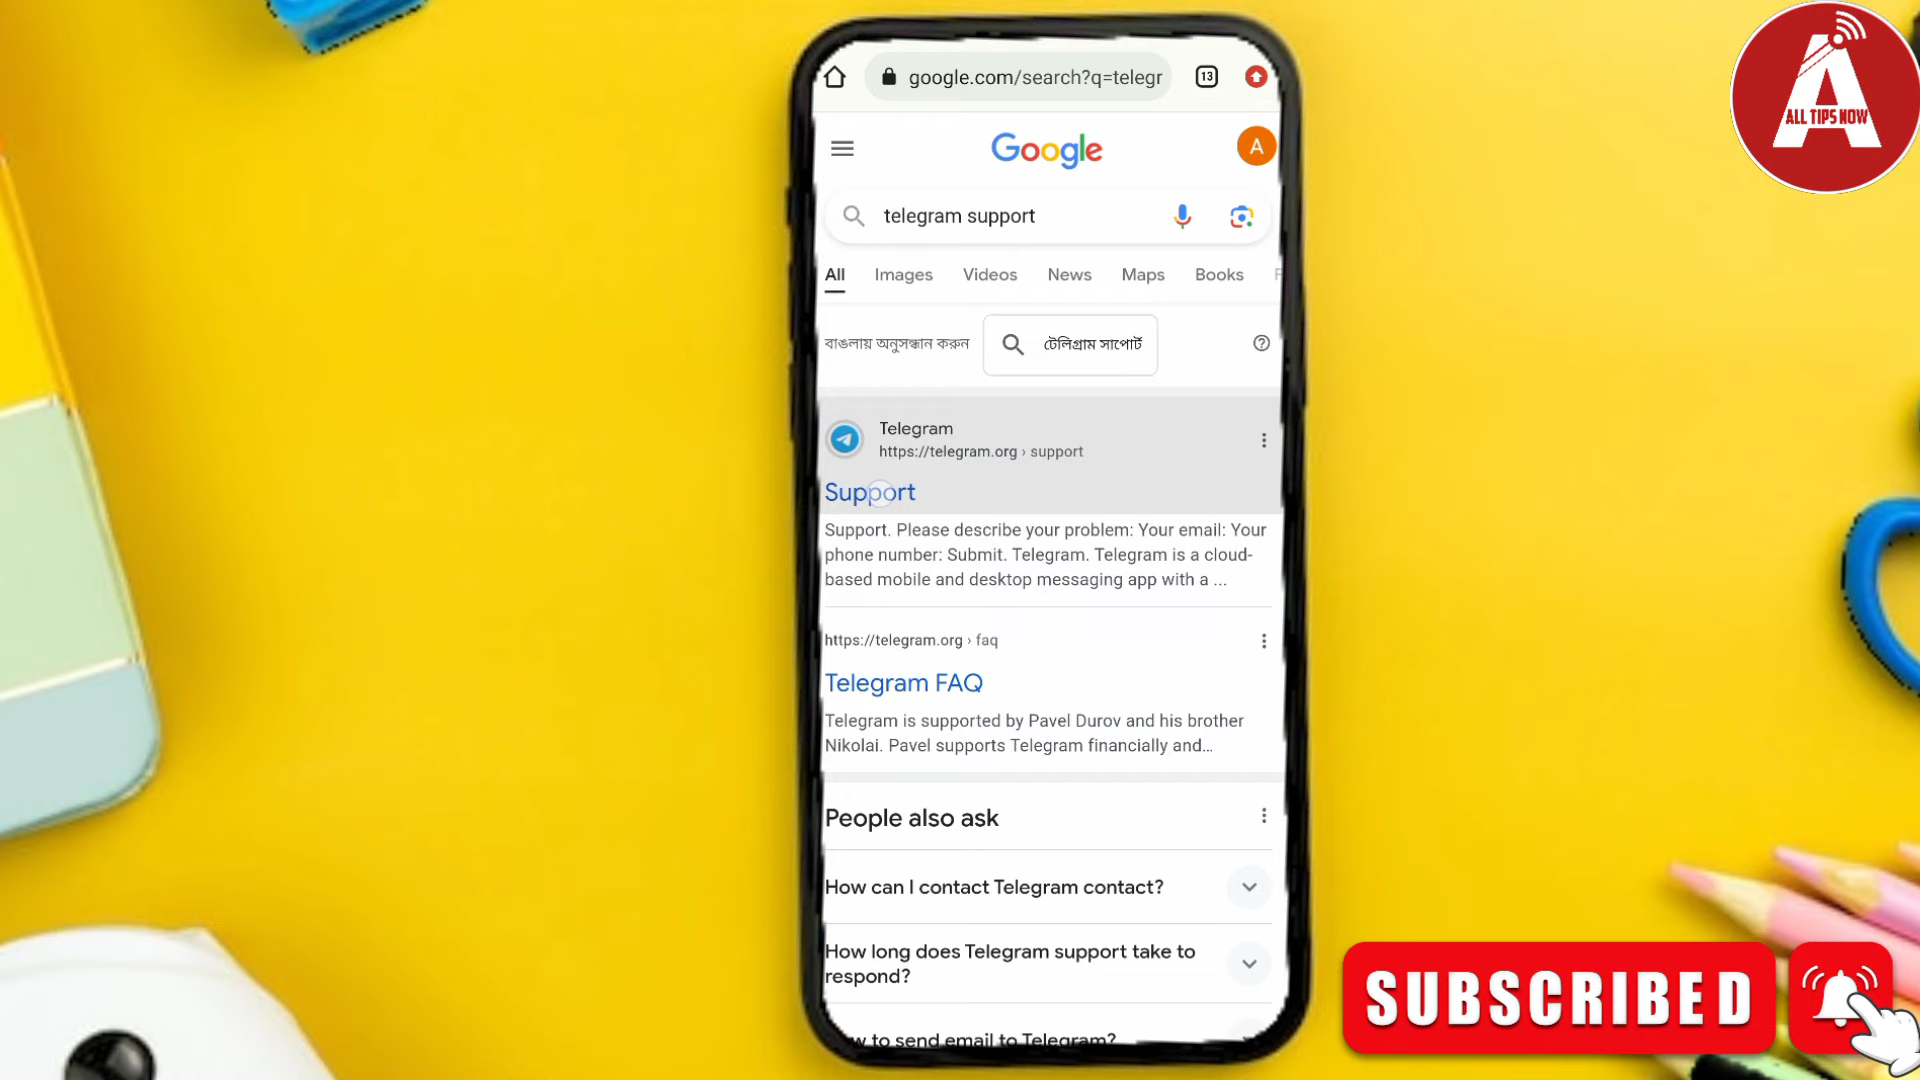 google.com/search?q=telegr
13
Google
A
telegram support
All Images Videos News Maps Books
বাঙলায় অনুসন্ধান করুন
টেলিগ্রাম সাপোর্ট
Telegram
https://telegram.org › support
Support
Support. Please describe your problem: Your email: Your
phone number: Submit. Telegram. Telegram is a cloud-
based mobile and desktop messaging app with a ...
https://telegram.org › faq
Telegram FAQ
Telegram is supported by Pavel Durov and his brother
Nikolai. Pavel supports Telegram financially and...
People also ask
How can I contact Telegram contact?
How long does Telegram support take to
respond?
to send email to Telegram?
A
ALL TIPS NOW
SUBSCRIBED